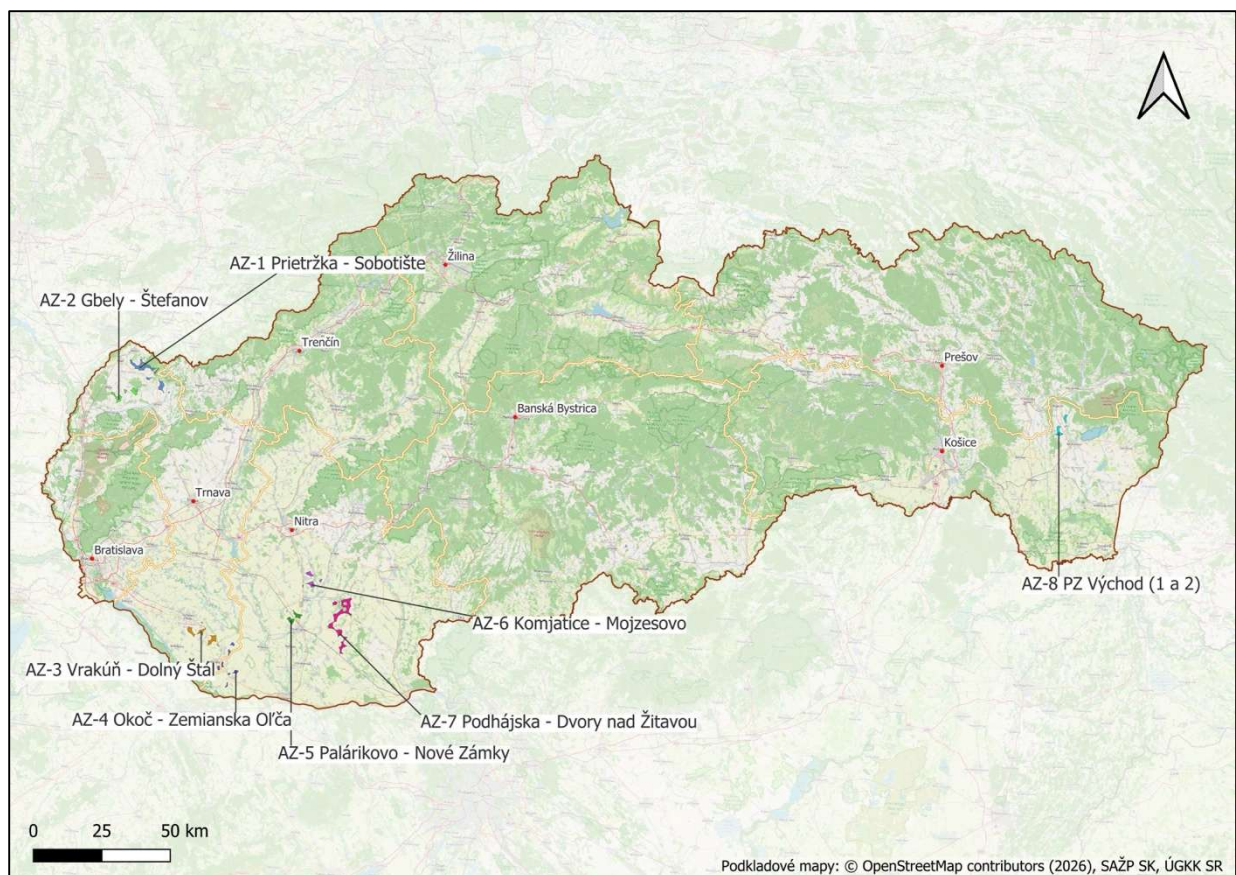 Žilina
AZ-1 Prietržka - Sobotište
AZ-2 Gbely - Štefanov
Trenčín
Prešov
Banská Bystrica
Košice
Trnava
Nitra
Bratislava
AZ-8 PZ Východ (1 a 2)
AZ-6 Komjatice - Mojzesovo
AZ-3 Vrakúň - Dolný Štál
AZ-4 Okoč - Zemianska Oľča
AZ-7 Podhájska - Dvory nad Žitavou
AZ-5 Palárikovo - Nové Zámky
0 25 50 km
Podkladové mapy: © OpenStreetMap contributors (2026), SAŽP SK, ÚGKK SR